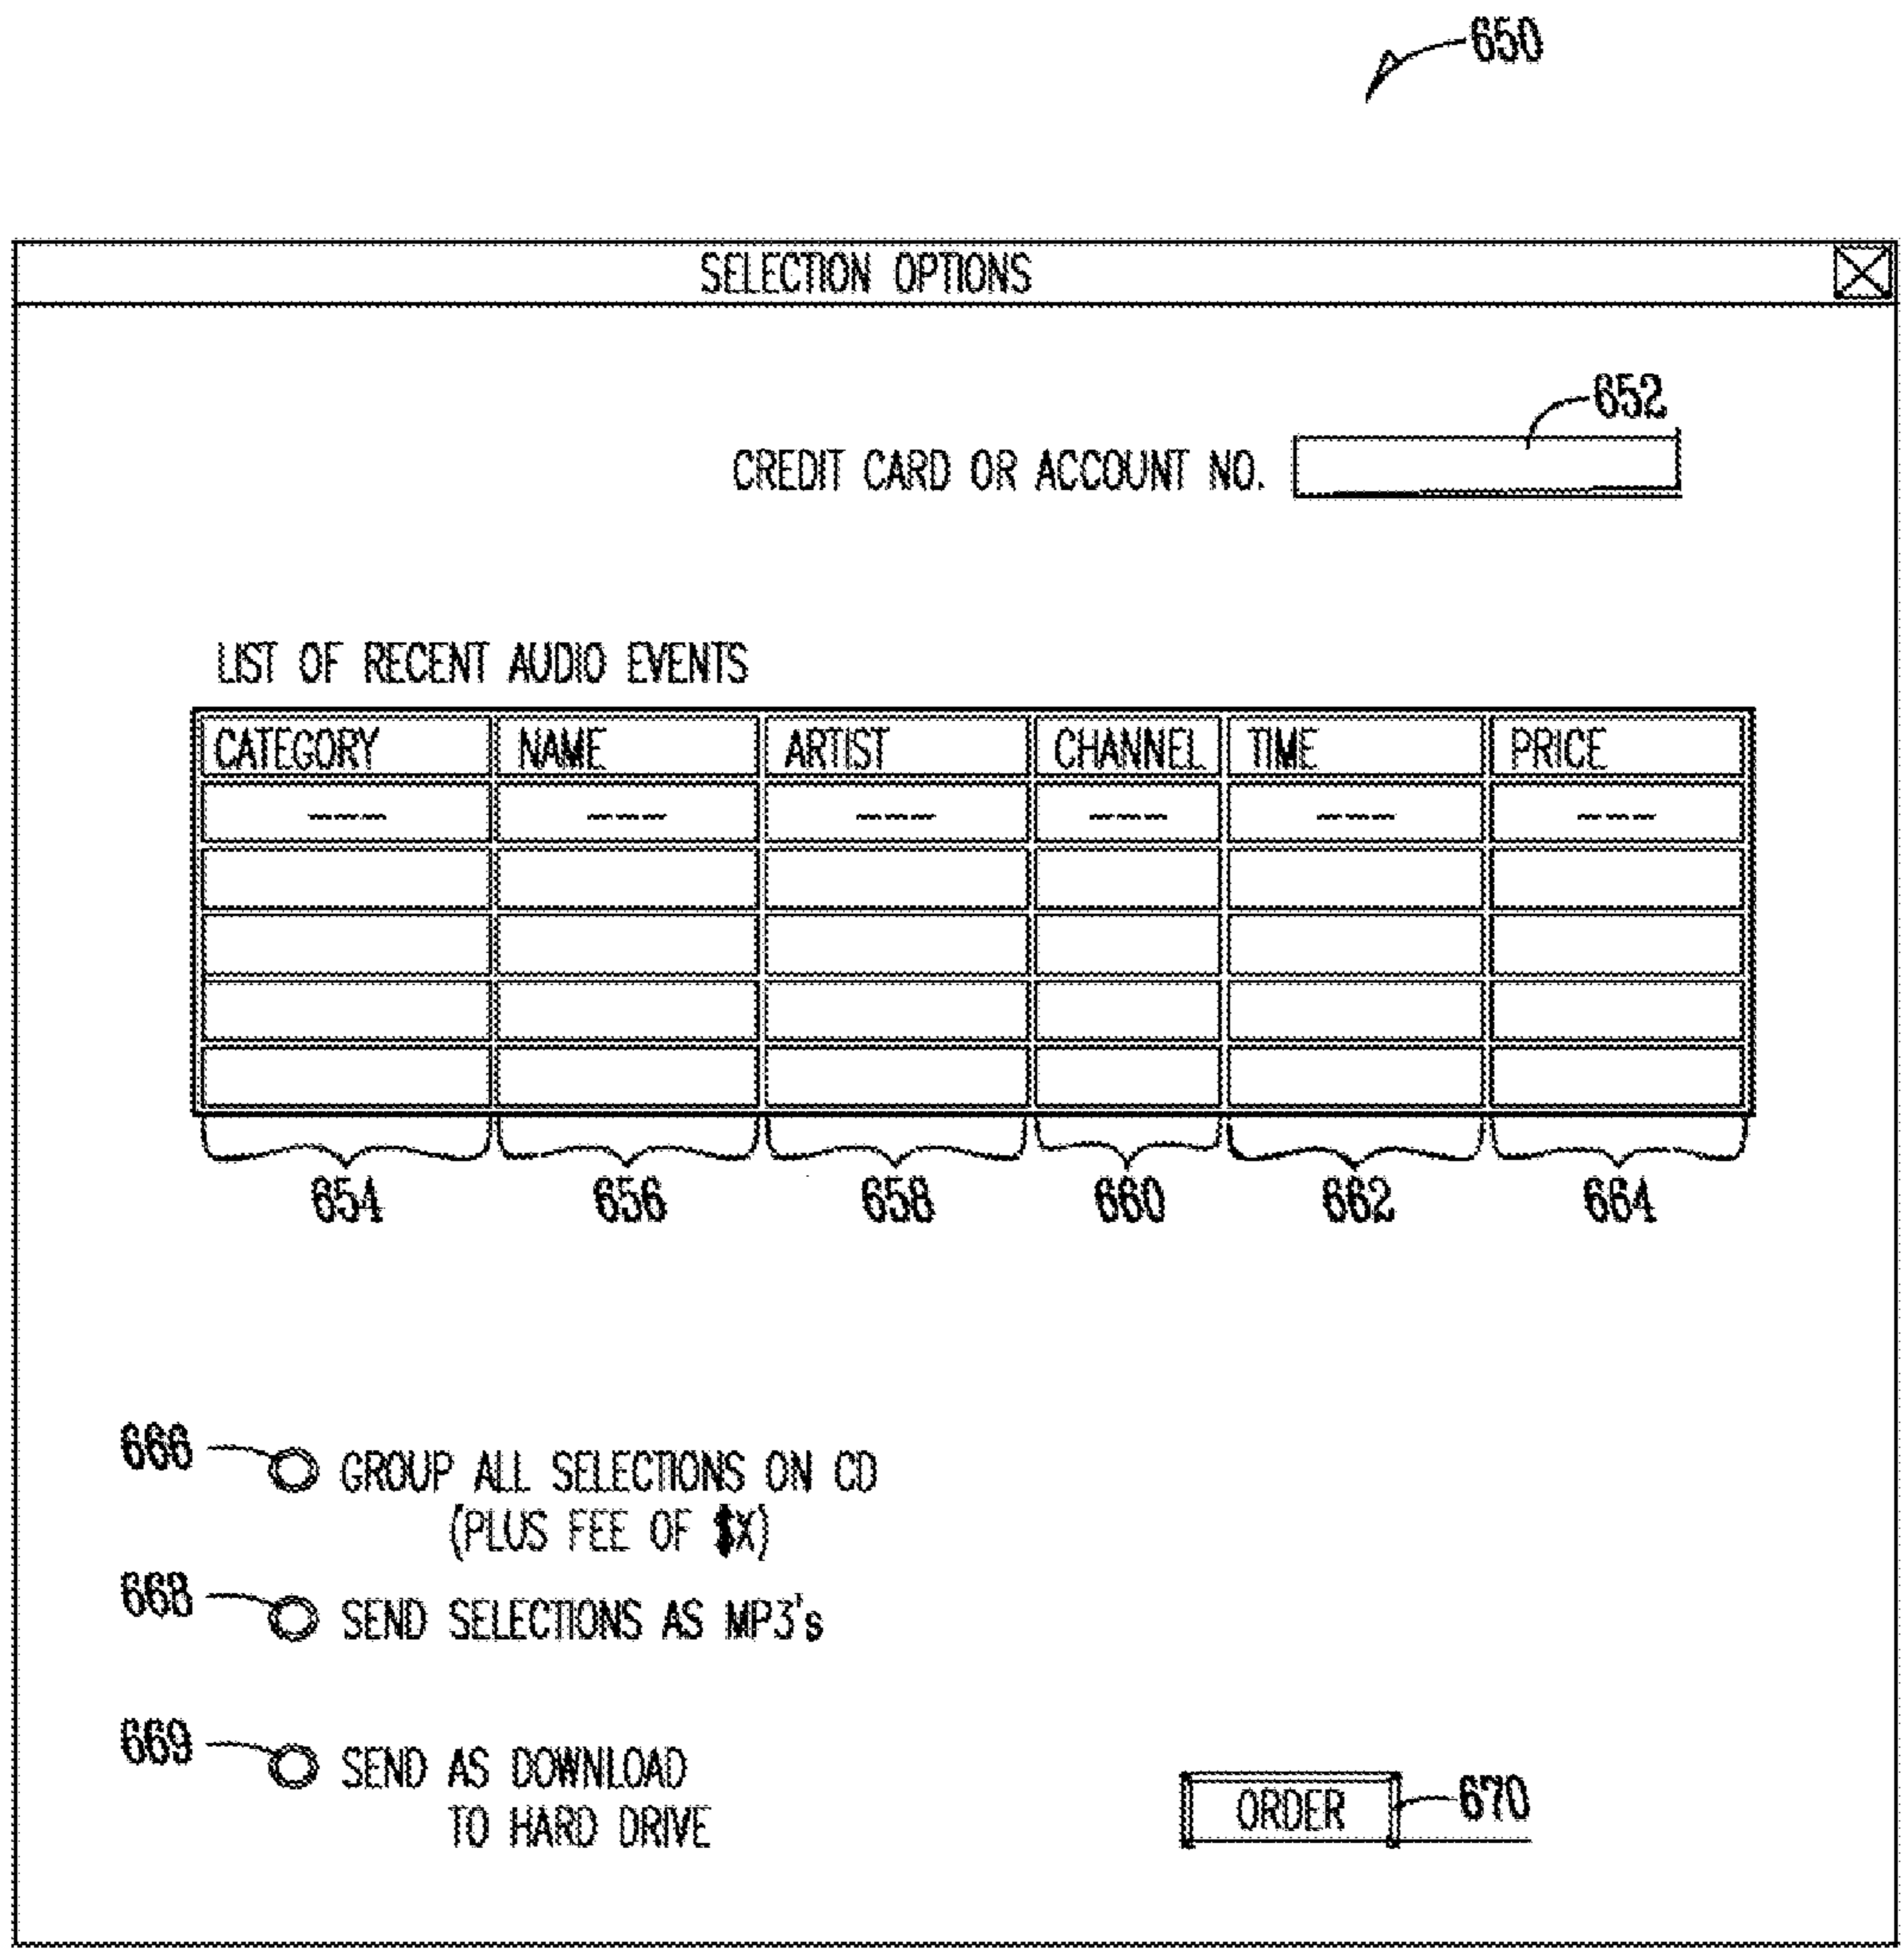 650
SELECTION OPTIONS
652
CREDIT CARD OR ACCOUNT NO.
LIST OF RECENT AUDIO EVENTS
CATEGORY NAME ARTIST CHANNEL TIME PRICE
--- --- --- --- --- ---
654 656 658 660 662 664
666 GROUP ALL SELECTIONS ON CD
(PLUS FEE OF $X)
668 SEND SELECTIONS AS MP3's
669 SEND AS DOWNLOAD
TO HARD DRIVE
ORDER 670